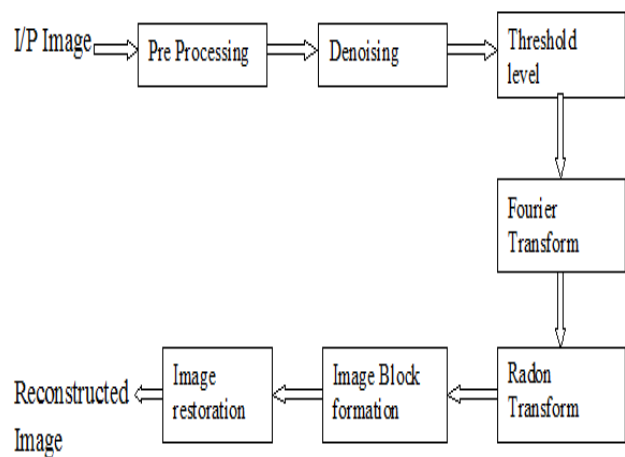 I/P Image
Pre Processing
Denoising
Threshold
level
Fourier
Transform
Radon
Transform
Image Block
formation
Image
restoration
Reconstructed
Image